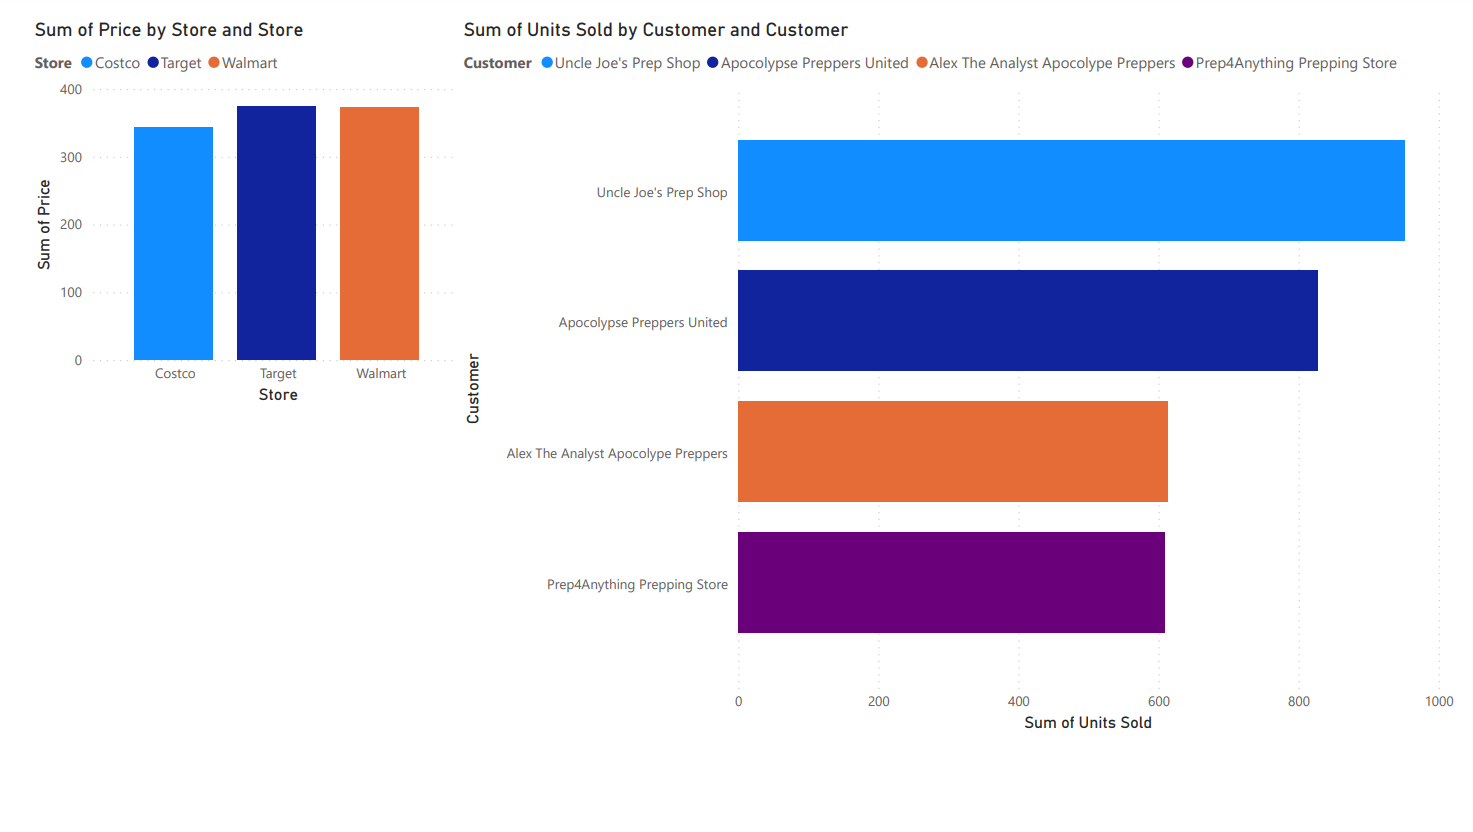 Sum of Price by Store and Store
Store Costco Target Walmart
400
300
200
100
0
Sum of Price
Costco Target Walmart
Store
Sum of Units Sold by Customer and Customer
Customer Uncle Joe's Prep Shop Apocolypse Preppers United Alex The Analyst Apocolype Preppers Prep4Anything Prepping Store
Customer
Uncle Joe's Prep Shop
Apocolypse Preppers United
Alex The Analyst Apocolype Preppers
Prep4Anything Prepping Store
0 200 400 600 800 1000
Sum of Units Sold